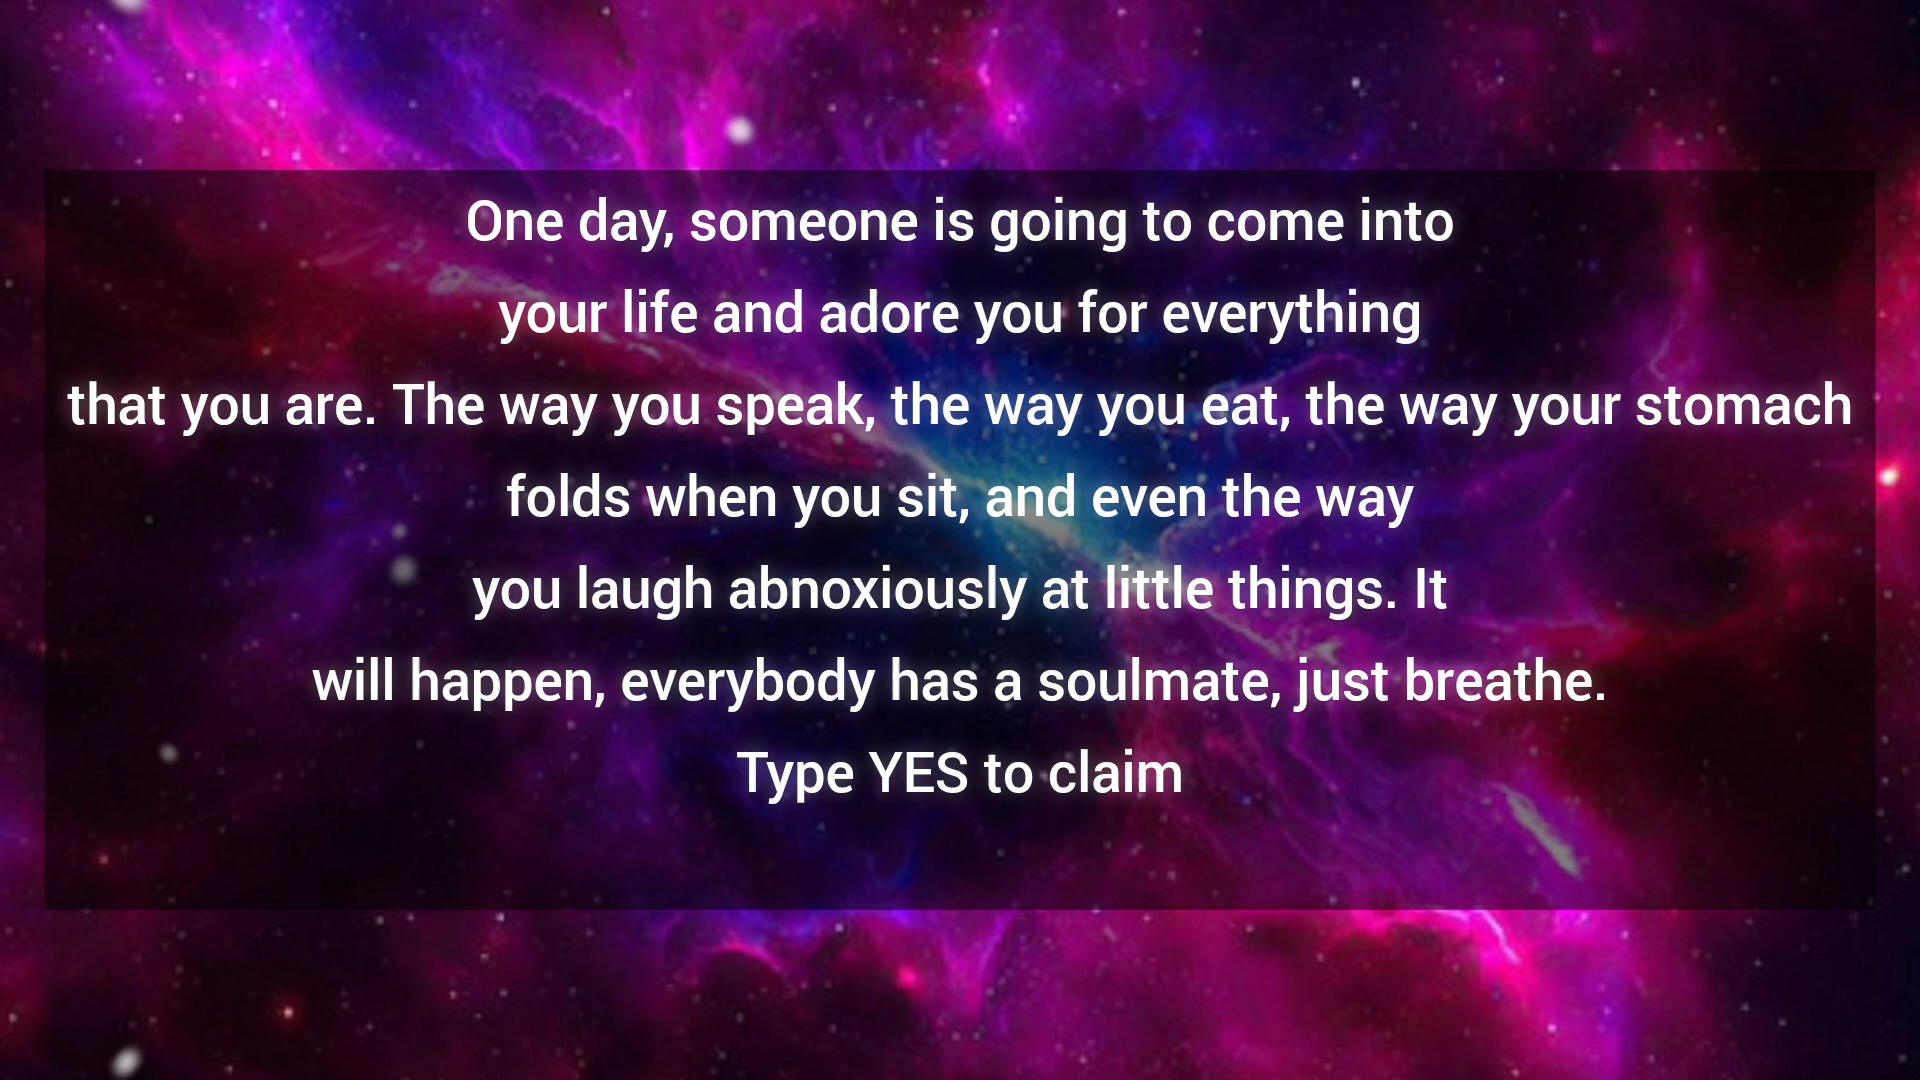 One day, someone is going to come into
your life and adore you for everything
that you are. The way you speak, the way you eat, the way your stomach
folds when you sit, and even the way
you laugh abnoxiously at little things. It
will happen, everybody has a soulmate, just breathe.
Type YES to claim